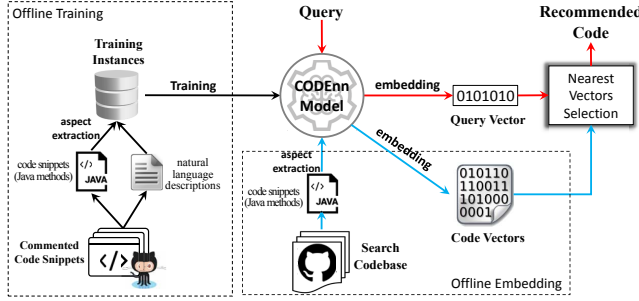 Offline Training
Training
Instances
aspect
extraction
code snippets
(Java methods)
</>
JAVA
natural
language
descriptions
Commented
Code Snippets
</>
Training
Query
CODEnn
Model
embedding
0101010
Query Vector
Recommended
Code
Nearest
Vectors
Selection
embedding
aspect
extraction
code snippets
(Java methods)
</>
JAVA
Search
Codebase
010110
110011
101000
0001
Code Vectors
Offline Embedding